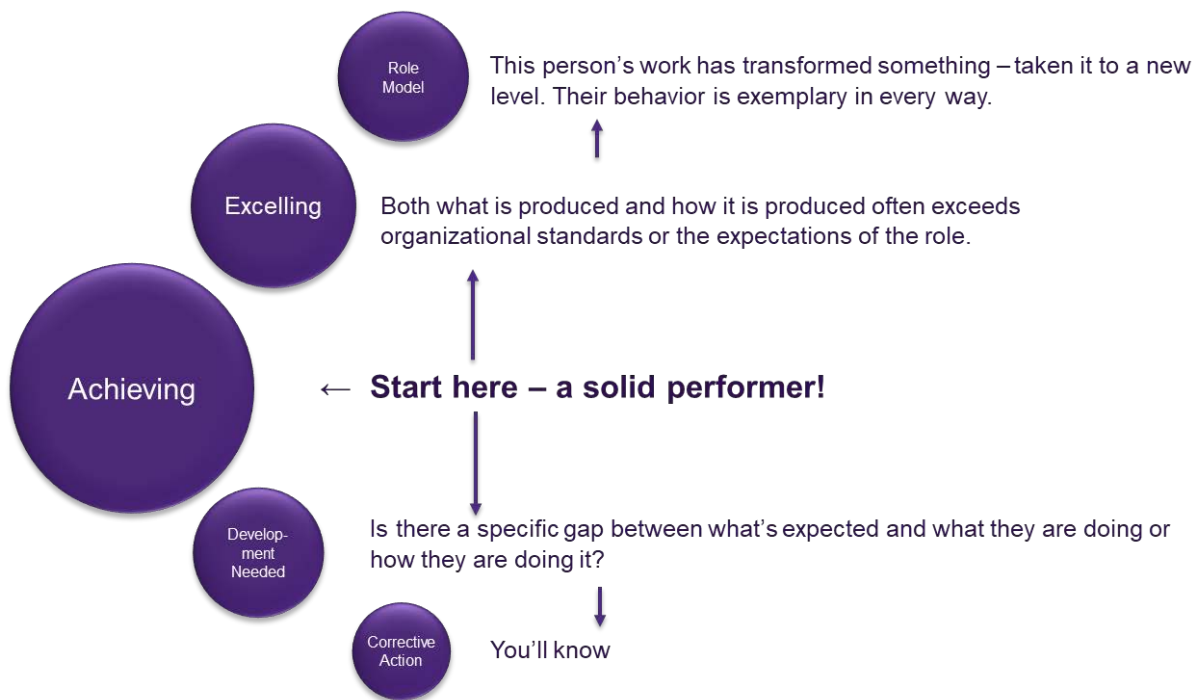 Role
Model
This person’s work has transformed something – taken it to a new
level. Their behavior is exemplary in every way.
Excelling
Both what is produced and how it is produced often exceeds
organizational standards or the expectations of the role.
Achieving
← Start here – a solid performer!
Develop-
ment
Needed
Is there a specific gap between what’s expected and what they are doing or
how they are doing it?
Corrective
Action
You’ll know